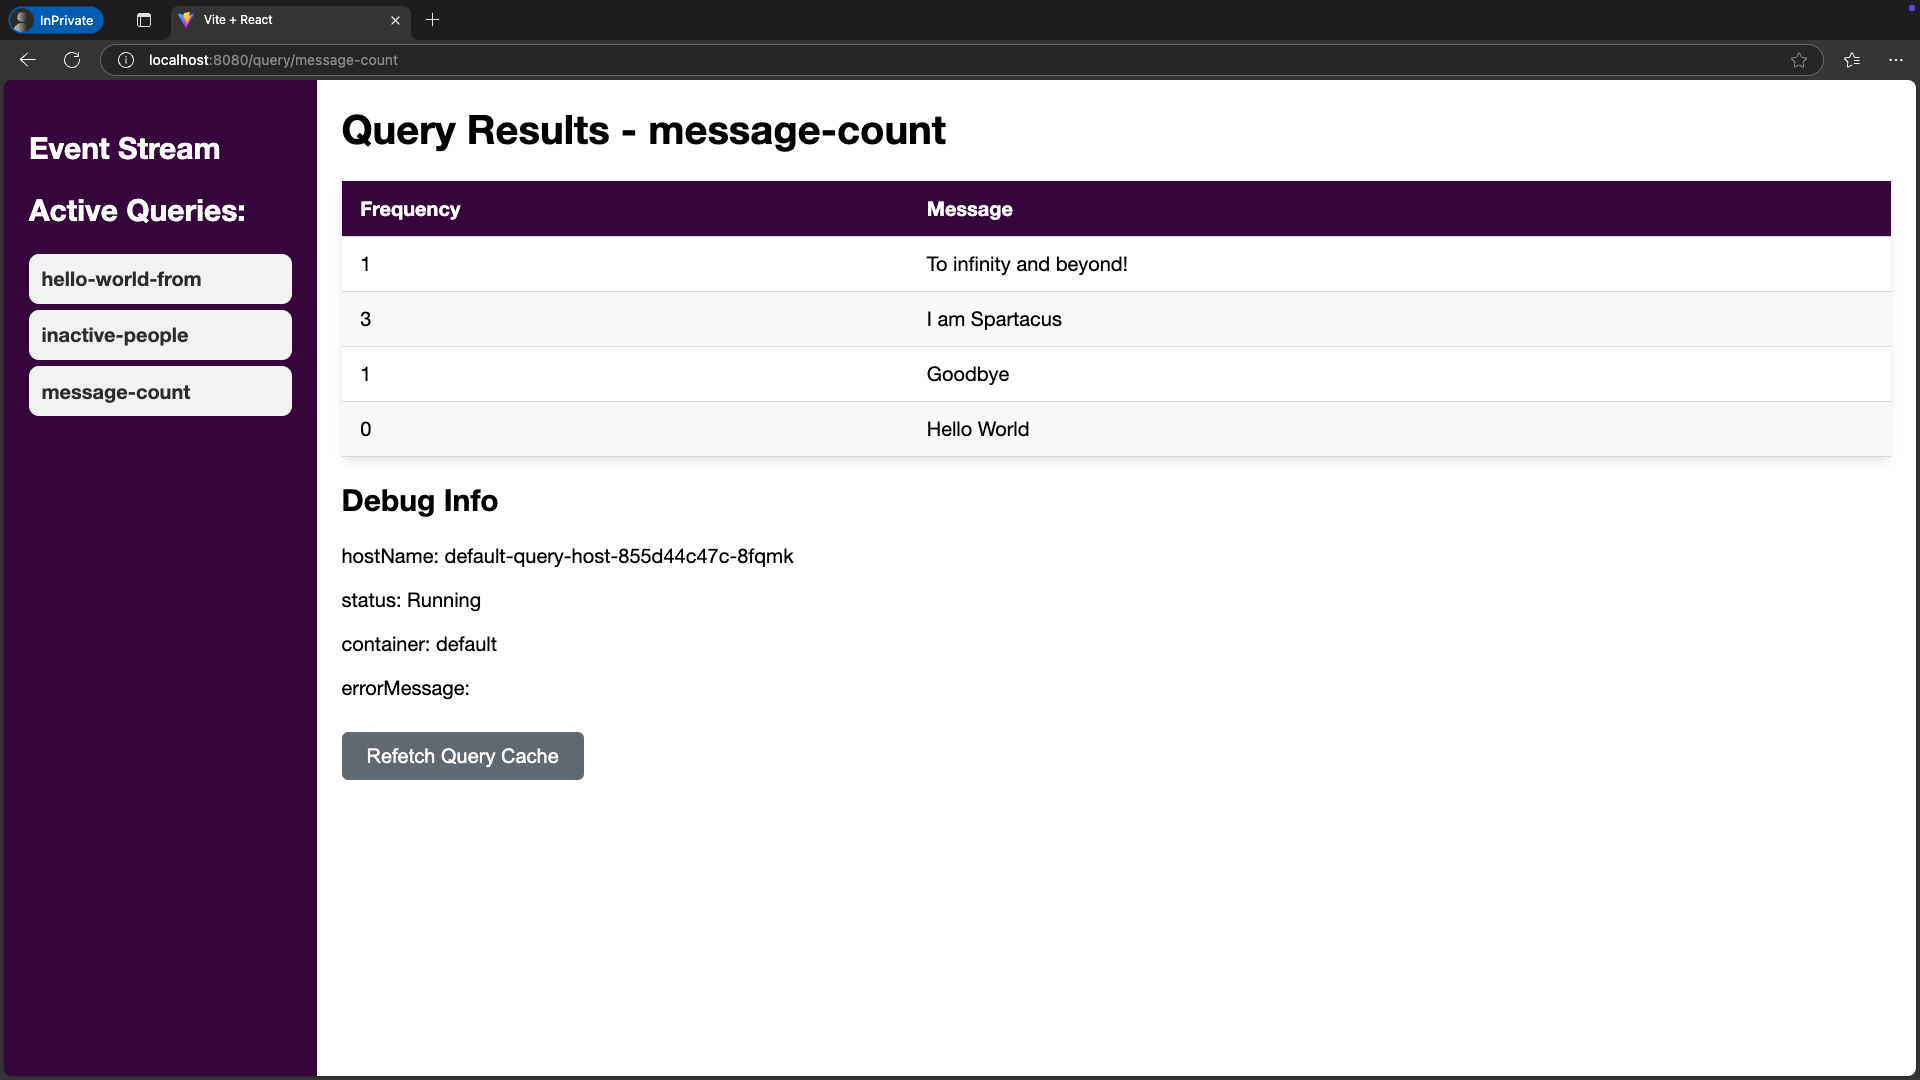 InPrivate
Vite + React
localhost:8080/query/message-count
Event Stream
Active Queries:
hello-world-from
inactive-people
message-count
Query Results - message-count
Frequency Message
1 To infinity and beyond!
3 I am Spartacus
1 Goodbye
0 Hello World
Debug Info
hostName: default-query-host-855d44c47c-8fqmk
status: Running
container: default
errorMessage:
Refetch Query Cache